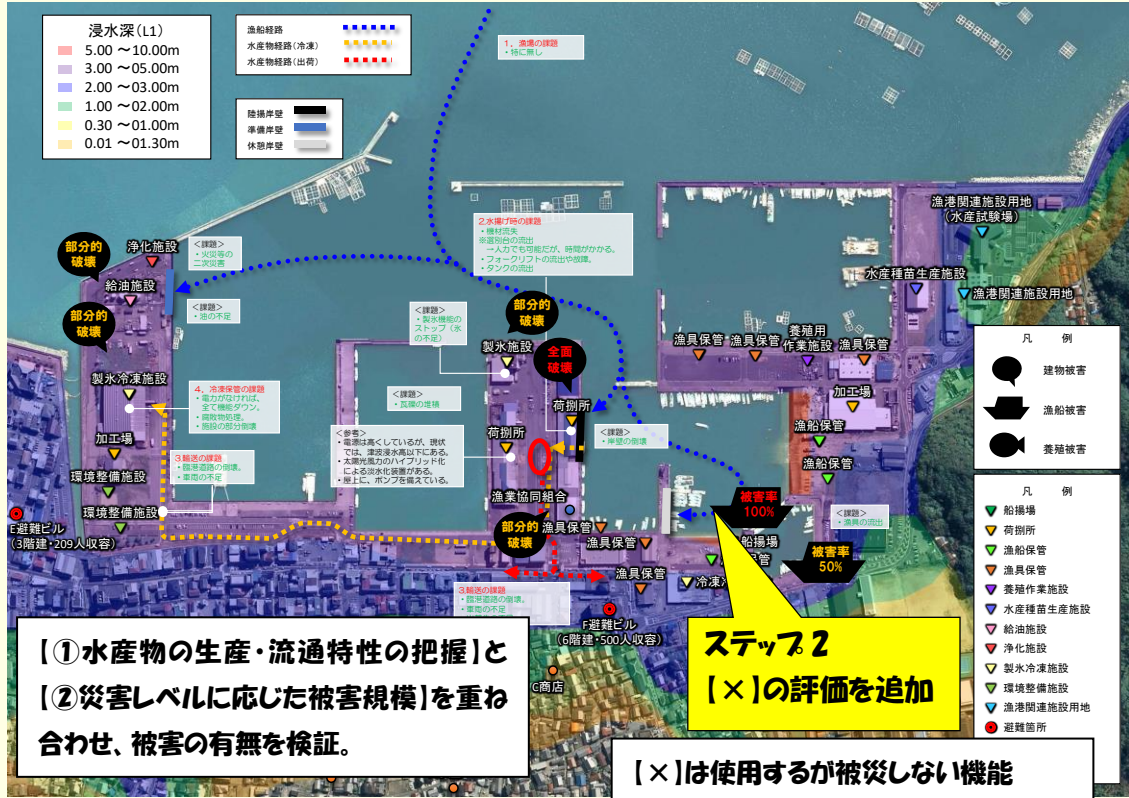 浸水深(L1)
5.00 ～10.00m
3.00 ～05.00m
2.00 ～03.00m
1.00 ～02.00m
0.30 ～01.00m
0.01 ～01.30m
漁船経路
水産物経路(冷凍)
水産物経路(出荷)
陸揚岸壁
準備岸壁
休憩岸壁
1．漁場の課題
・特に無し
2.水揚げ時の課題
・機材流失
※選別台の流出
→人力でも可能だが、時間がかかる。
・フォークリフトの流出や故障。
・タンクの流出
部分的
破壊
浄化施設
<課題>
・火災等の
二次災害
給油施設
<課題>
・油の不足
部分的
破壊
製氷冷凍施設
4．冷凍保管の課題
・電力がなければ、
全て機能ダウン。
・腐敗物処理。
・施設の部分倒壊
加工場
3.輸送の課題
・臨港道路の倒壊。
・車両の不足
環境整備施設
環境整備施設
E避難ビル
(3階建・209人収容)
<課題>
・製氷機能の
ストップ（氷
の不足）
部分的
破壊
製氷施設
全面
破壊
荷捌所
<課題>
・瓦礫の堆積
<参考>
・電源は高くしているが、現状
では、津波浸水高以下にある。
・太陽光風力のハイブリッド化
による淡水化装置がある。
・屋上に、ポンプを備えている。
荷捌所
<課題>
・岸壁の倒壊
漁業協同組合
部分的
破壊
漁具保管
漁具保管
漁具保管
3.輸送の課題
・臨港道路の倒壊。
・車両の不足
F避難ビル
(6階建・500人収容)
C商店
漁港関連施設用地
(水産試験場)
水産種苗生産施設
漁港関連施設用地
漁具保管
漁具保管
養殖用
作業施設
漁具保管
加工場
漁船保管
漁船保管
被害率
100%
船揚場
保管
冷凍
被害率
50%
<課題>
・漁具の流出
凡 例
建物被害
漁船被害
養殖被害
凡 例
船揚場
荷捌所
漁船保管
漁具保管
養殖作業施設
水産種苗生産施設
給油施設
浄化施設
製氷冷凍施設
環境整備施設
漁港関連施設用地
避難箇所
【①水産物の生産・流通特性の把握】と
【②災害レベルに応じた被害規模】を重ね
合わせ、被害の有無を検証。
ステップ２
【×】の評価を追加
【×】は使用するが被災しない機能